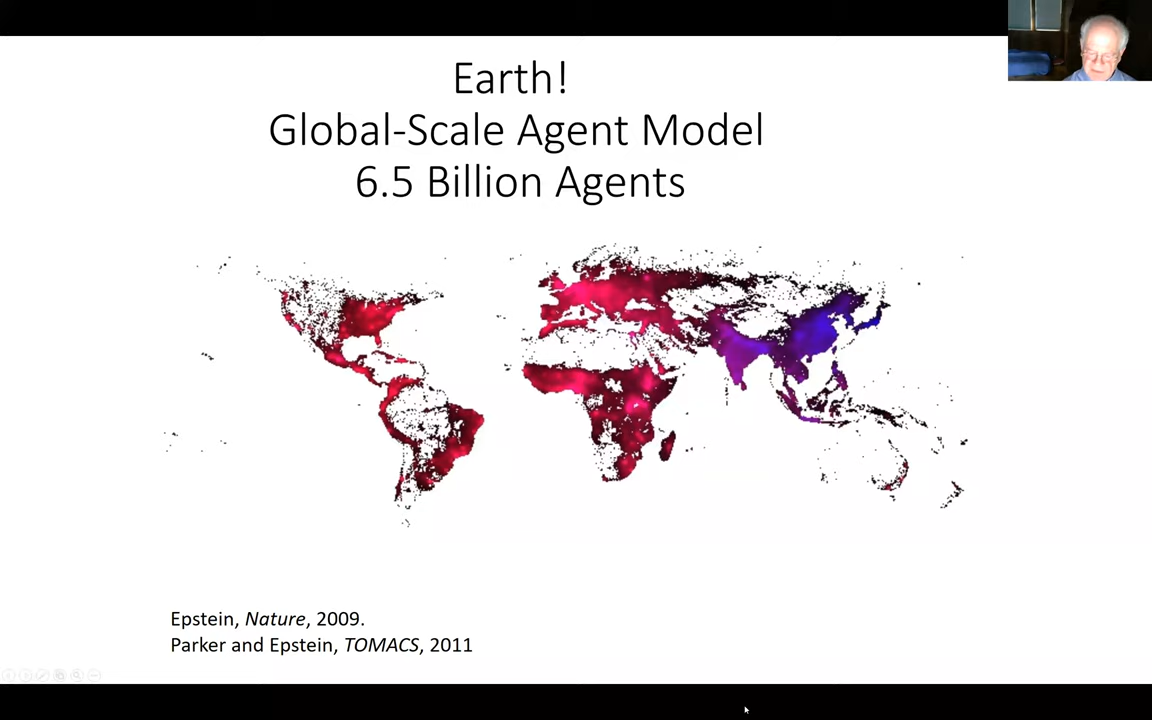 Earth!
Global-Scale Agent Model
6.5 Billion Agents
Epstein, Nature, 2009.
Parker and Epstein, TOMACS, 2011